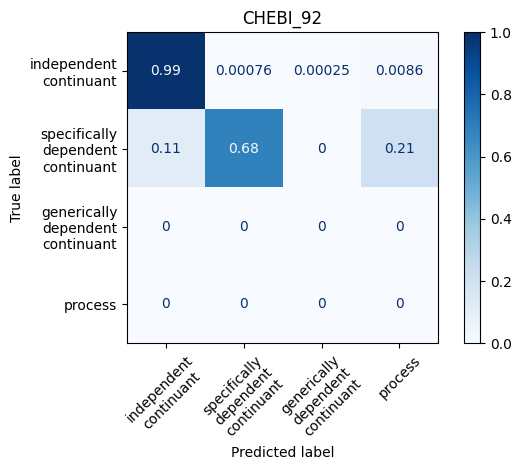 CHEBI_92
True label
independent
continuant
0.99 0.00076 0.00025 0.0086
specifically
dependent
continuant
0.11 0.68 0 0.21
generically
dependent
continuant
0 0 0 0
process
0 0 0 0
independent
continuant
specifically
dependent
continuant
generically
dependent
continuant
process
Predicted label
1.0
0.8
0.6
0.4
0.2
0.0